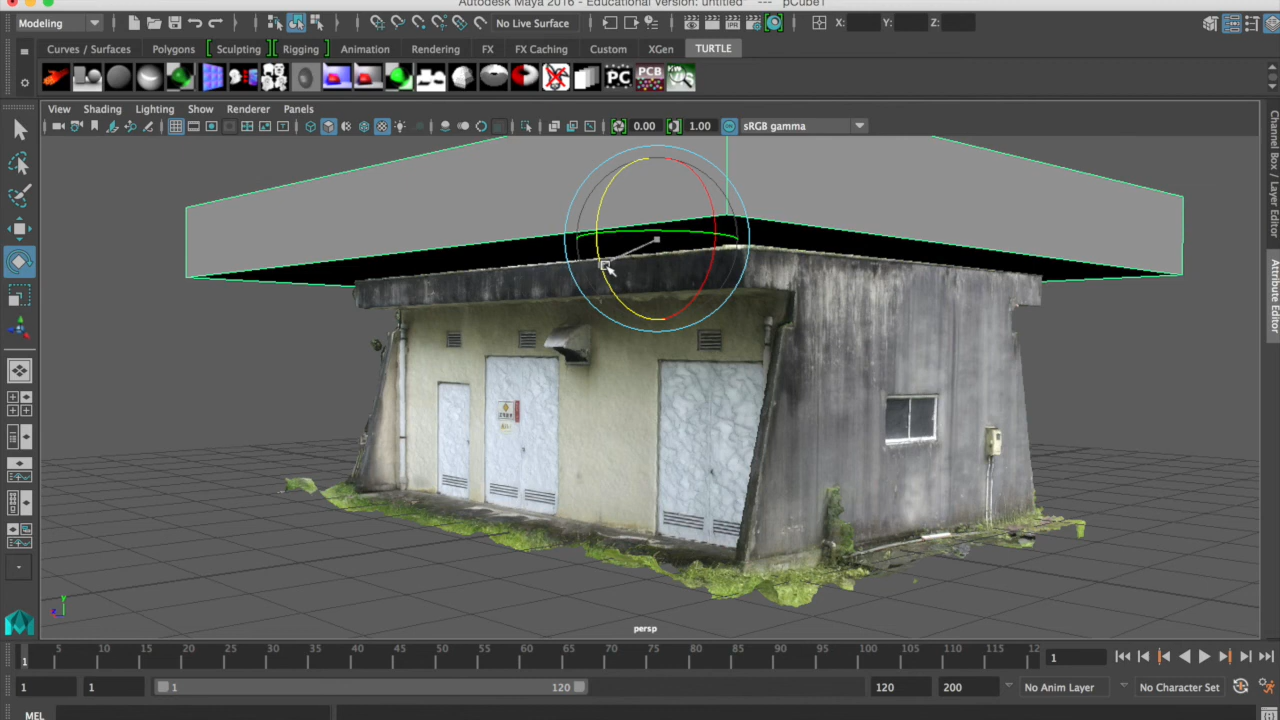 Autodesk Maya 2016 - Educational Version: untitled* --- pCube1
Modeling
No Live Surface
X:
Y:
Z:
Curves / Surfaces
Polygons
Sculpting
Rigging
Animation
Rendering
FX
FX Caching
Custom
XGen
TURTLE
PC
PCB
View
Shading
Lighting
Show
Renderer
Panels
0.00
1.00
sRGB gamma
Channel Box / Layer Editor
Attribute Editor
persp
5
10
15
20
25
30
35
40
45
50
55
60
65
70
75
80
85
90
95
100
105
110
115
12
1
1
1
1
1
120
120
200
No Anim Layer
No Character Set
MEL